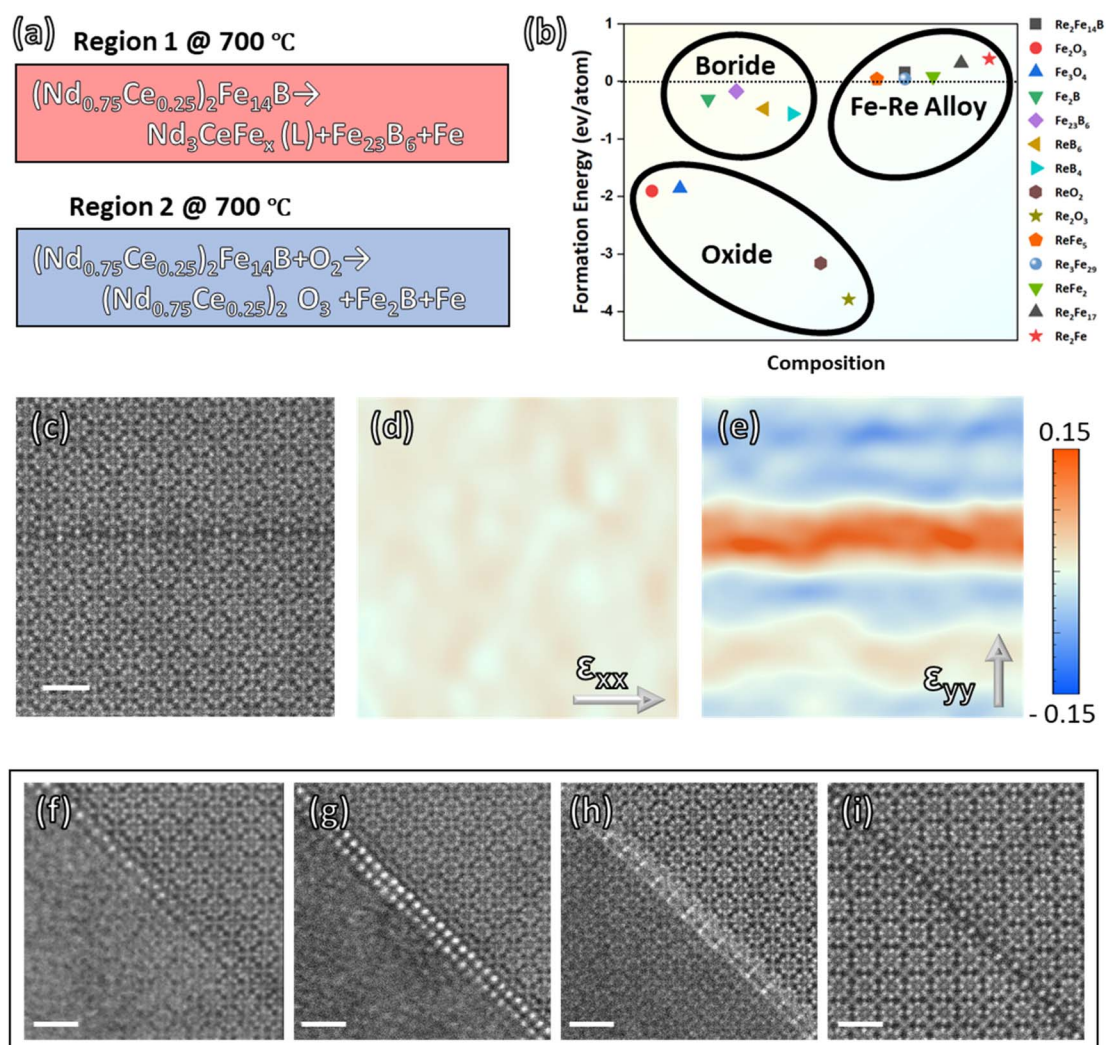 (a) Region 1 @ 700 ℃
(Nd₀.₇₅Ce₀.₂₅)₂Fe₁₄B→
Nd₃CeFeₓ (L)+Fe₂₃B₆+Fe
Region 2 @ 700 ℃
(Nd₀.₇₅Ce₀.₂₅)₂Fe₁₄B+O₂→
(Nd₀.₇₅Ce₀.₂₅)₂ O₃ +Fe₂B+Fe
(b)
Formation Energy (ev/atom)
1
0
-1
-2
-3
-4
Boride
Fe-Re Alloy
Oxide
Composition
Re₂Fe₁₄B
Fe₂O₃
Fe₃O₄
Fe₂B
Fe₂₃B₆
ReB₆
ReB₄
ReO₂
Re₂O₃
ReFe₅
Re₃Fe₂₉
ReFe₂
Re₂Fe₁₇
Re₂Fe
(c)
(d)
εxx
(e)
εyy
0.15
- 0.15
(f)
(g)
(h)
(i)